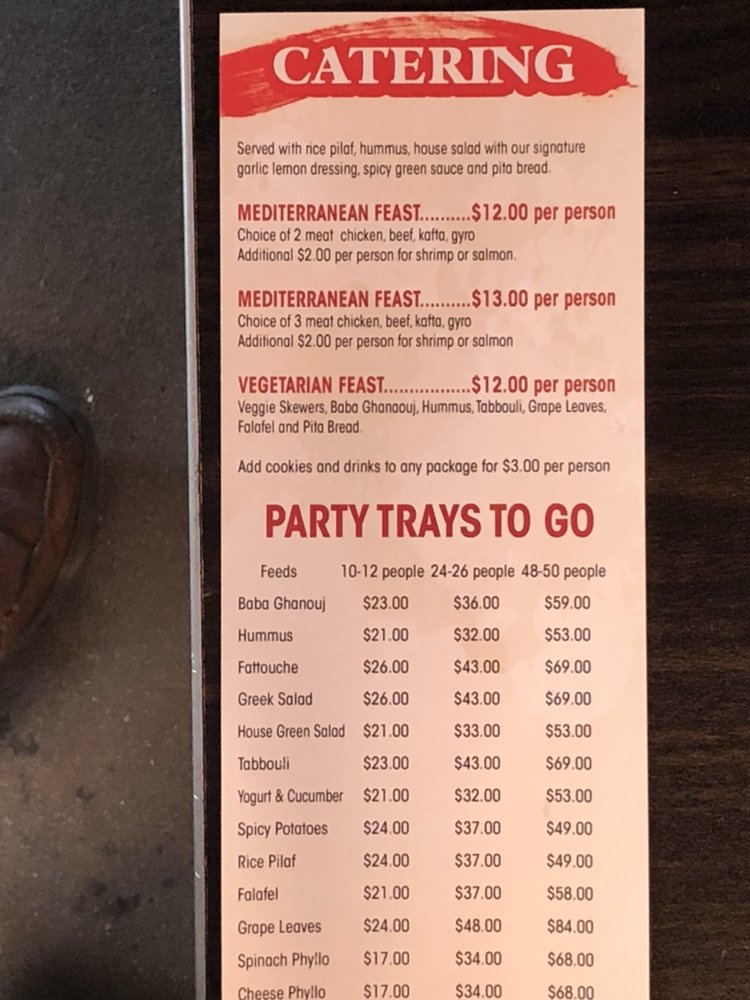 CATERING
Served with rice pilaf, hummus, house salad with our signature
garlic lemon dressing, spicy green sauce and pita bread.
MEDITERRANEAN FEAST..........$12.00 per person
Choice of 2 meat chicken, beef, kafta, gyro
Additional $2.00 per person for shrimp or salmon.
MEDITERRANEAN FEAST..........$13.00 per person
Choice of 3 meat chicken, beef, kafta, gyro
Additional $2.00 per person for shrimp or salmon
VEGETARIAN FEAST.................$12.00 per person
Veggie Skewers, Baba Ghanaouj, Hummus, Tabbouli, Grape Leaves,
Falafel and Pita Bread.
Add cookies and drinks to any package for $3.00 per person
PARTY TRAYS TO GO
Feeds 10-12 people 24-26 people 48-50 people
Baba Ghanouj $23.00 $36.00 $59.00
Hummus $21.00 $32.00 $53.00
Fattouche $26.00 $43.00 $69.00
Greek Salad $26.00 $43.00 $69.00
House Green Salad $21.00 $33.00 $53.00
Tabbouli $23.00 $43.00 $69.00
Yogurt & Cucumber $21.00 $32.00 $53.00
Spicy Potatoes $24.00 $37.00 $49.00
Rice Pilaf $24.00 $37.00 $49.00
Falafel $21.00 $37.00 $58.00
Grape Leaves $24.00 $48.00 $84.00
Spinach Phyllo $17.00 $34.00 $68.00
Cheese Phyllo $17.00 $34.00 $68.00